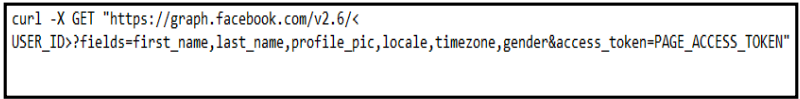 curl -X GET "https://graph.facebook.com/v2.6/<
USER_ID>?fields=first_name,last_name,profile_pic,locale,timezone,gender&access_token=PAGE_ACCESS_TOKEN"